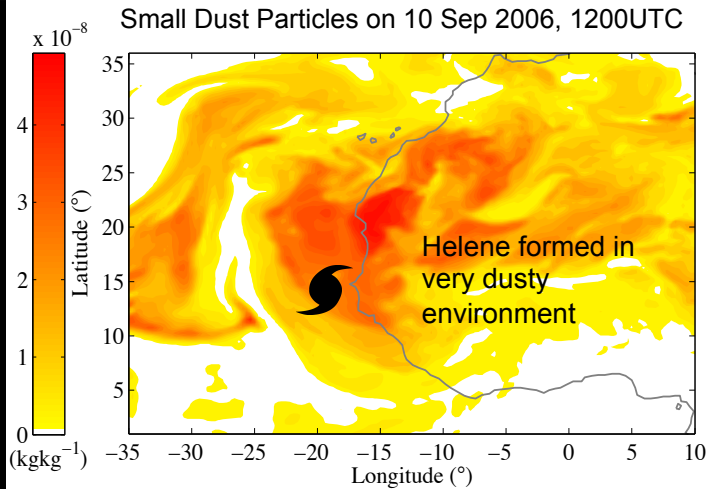 Small Dust Particles on 10 Sep 2006, 1200UTC
x 10⁻⁸
4
3
2
1
0
(kgkg⁻¹)
Latitude (°)
35
30
25
20
15
10
5
Helene formed in
very dusty
environment
−35 −30 −25 −20 −15 −10 −5 0 5 10
Longitude (°)